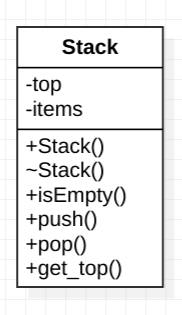 Stack
-top
-items
+Stack()
~Stack()
+isEmpty()
+push()
+pop()
+get_top()